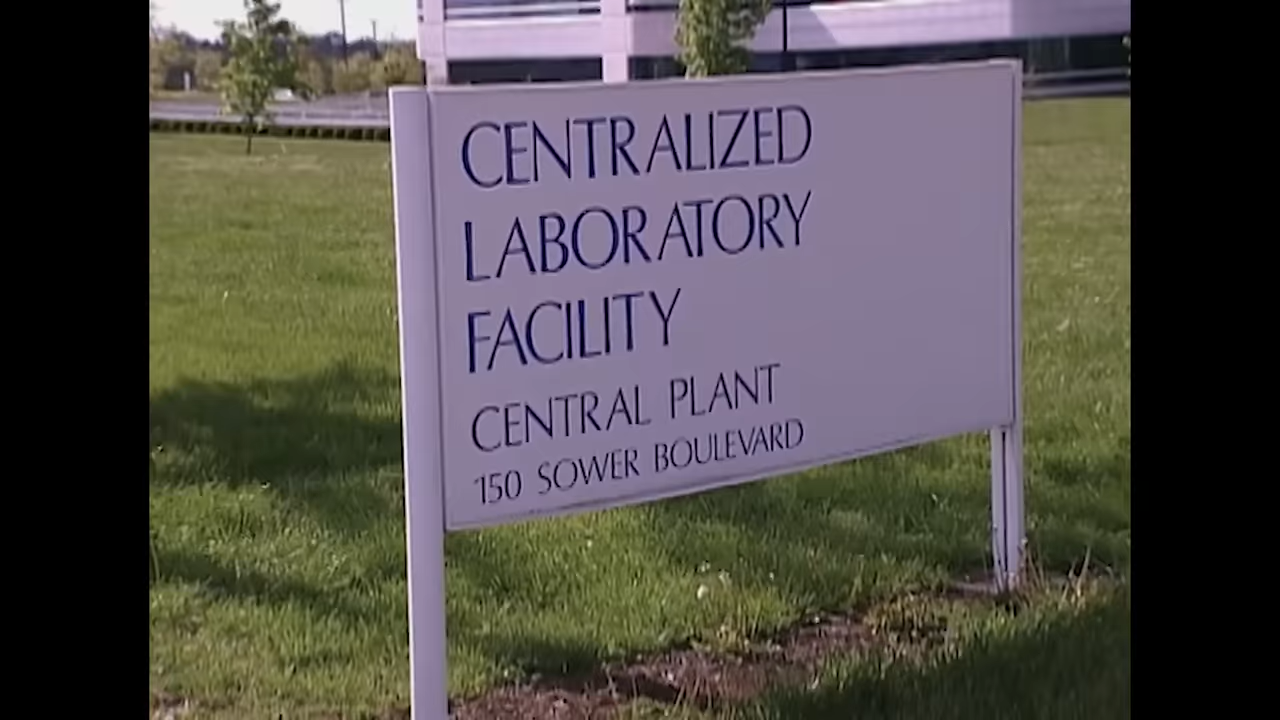 CENTRALIZED
LABORATORY
FACILITY
CENTRAL PLANT
150 SOWER BOULEVARD